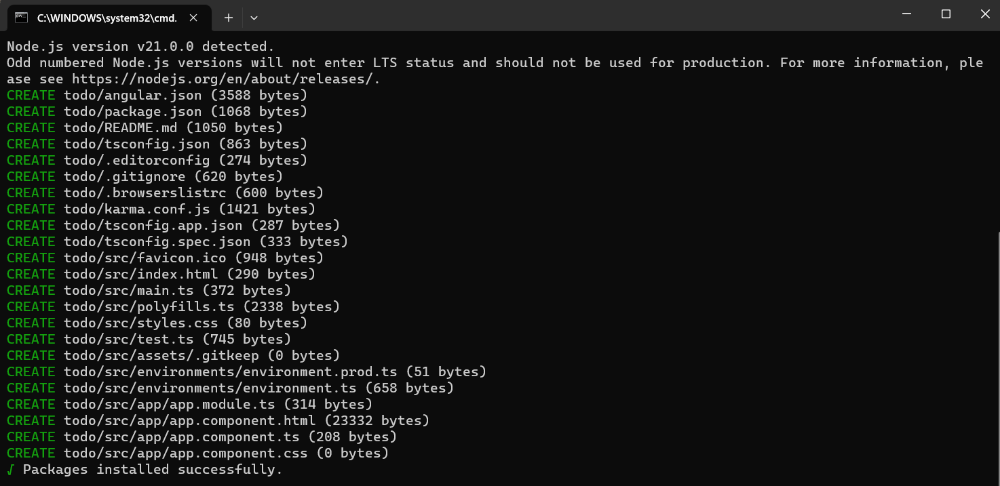 C:\WINDOWS\system32\cmd.
Node.js version v21.0.0 detected.
Odd numbered Node.js versions will not enter LTS status and should not be used for production. For more information, ple
ase see https://nodejs.org/en/about/releases/.
CREATE todo/angular.json (3588 bytes)
CREATE todo/package.json (1068 bytes)
CREATE todo/README.md (1050 bytes)
CREATE todo/tsconfig.json (863 bytes)
CREATE todo/.editorconfig (274 bytes)
CREATE todo/.gitignore (620 bytes)
CREATE todo/.browserslistrc (600 bytes)
CREATE todo/karma.conf.js (1421 bytes)
CREATE todo/tsconfig.app.json (287 bytes)
CREATE todo/tsconfig.spec.json (333 bytes)
CREATE todo/src/favicon.ico (948 bytes)
CREATE todo/src/index.html (290 bytes)
CREATE todo/src/main.ts (372 bytes)
CREATE todo/src/polyfills.ts (2338 bytes)
CREATE todo/src/styles.css (80 bytes)
CREATE todo/src/test.ts (745 bytes)
CREATE todo/src/assets/.gitkeep (0 bytes)
CREATE todo/src/environments/environment.prod.ts (51 bytes)
CREATE todo/src/environments/environment.ts (658 bytes)
CREATE todo/src/app/app.module.ts (314 bytes)
CREATE todo/src/app/app.component.html (23332 bytes)
CREATE todo/src/app/app.component.ts (208 bytes)
CREATE todo/src/app/app.component.css (0 bytes)
√ Packages installed successfully.